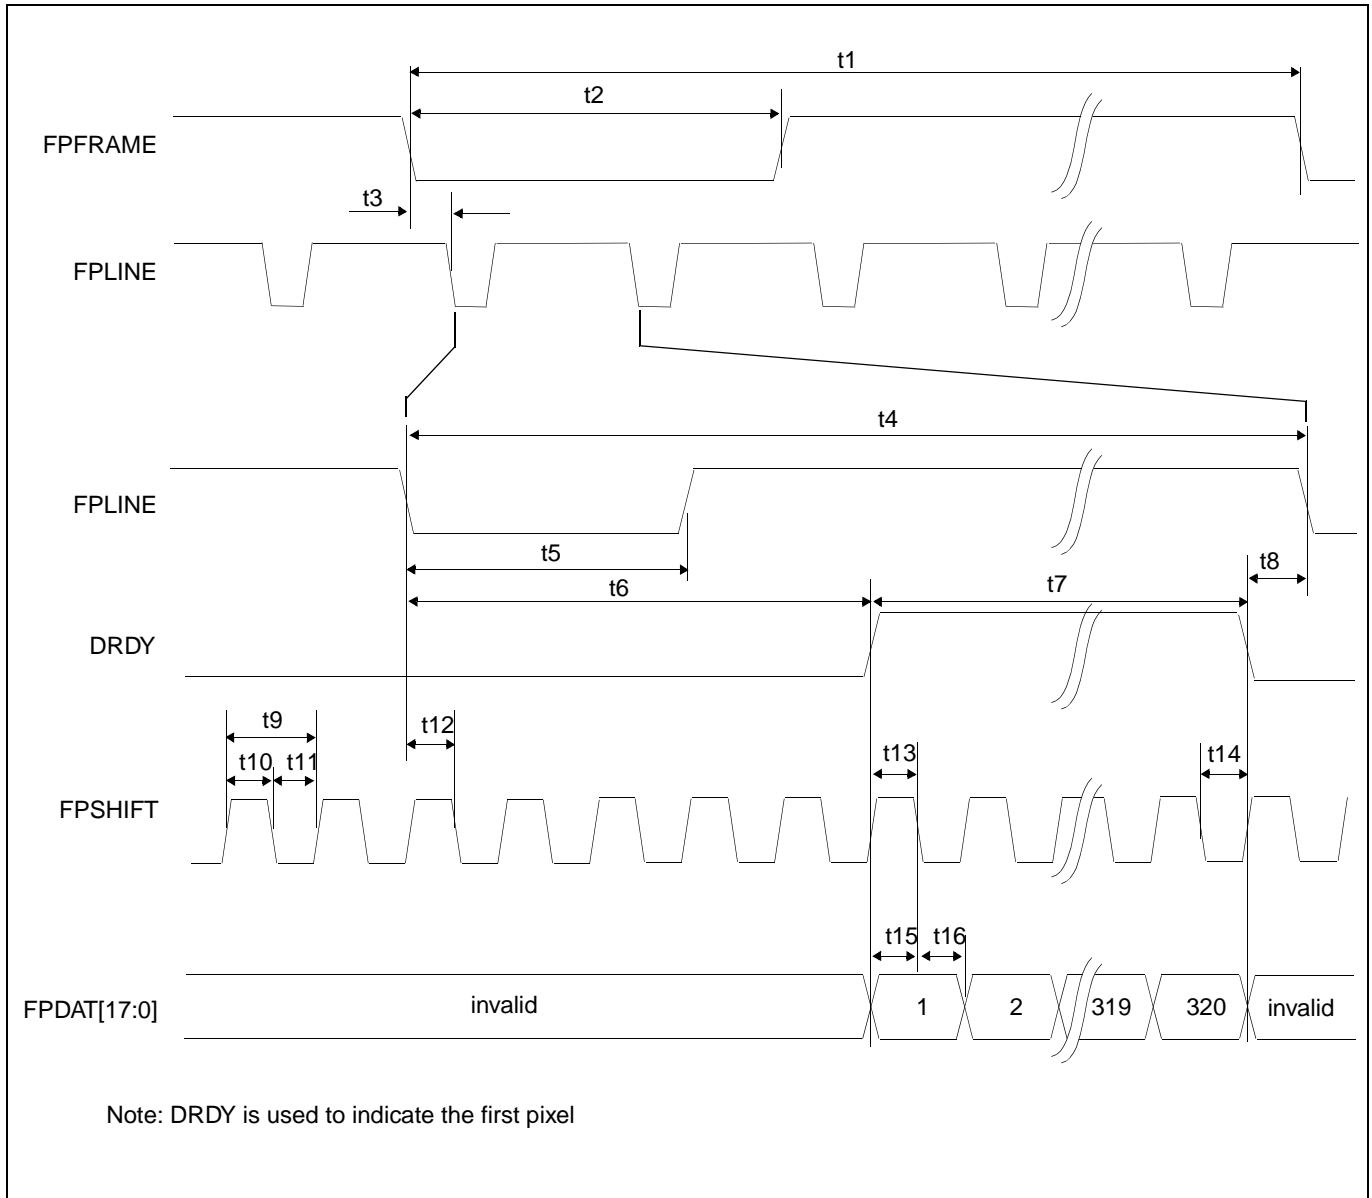 t1
t2
FPFRAME
t3
FPLINE
t4
FPLINE
t5
t8
t6
t7
DRDY
t9
t12
t10 t11
t13
t14
FPSHIFT
t15 t16
FPDAT[17:0]
invalid
1
2
319
320
invalid
Note: DRDY is used to indicate the first pixel